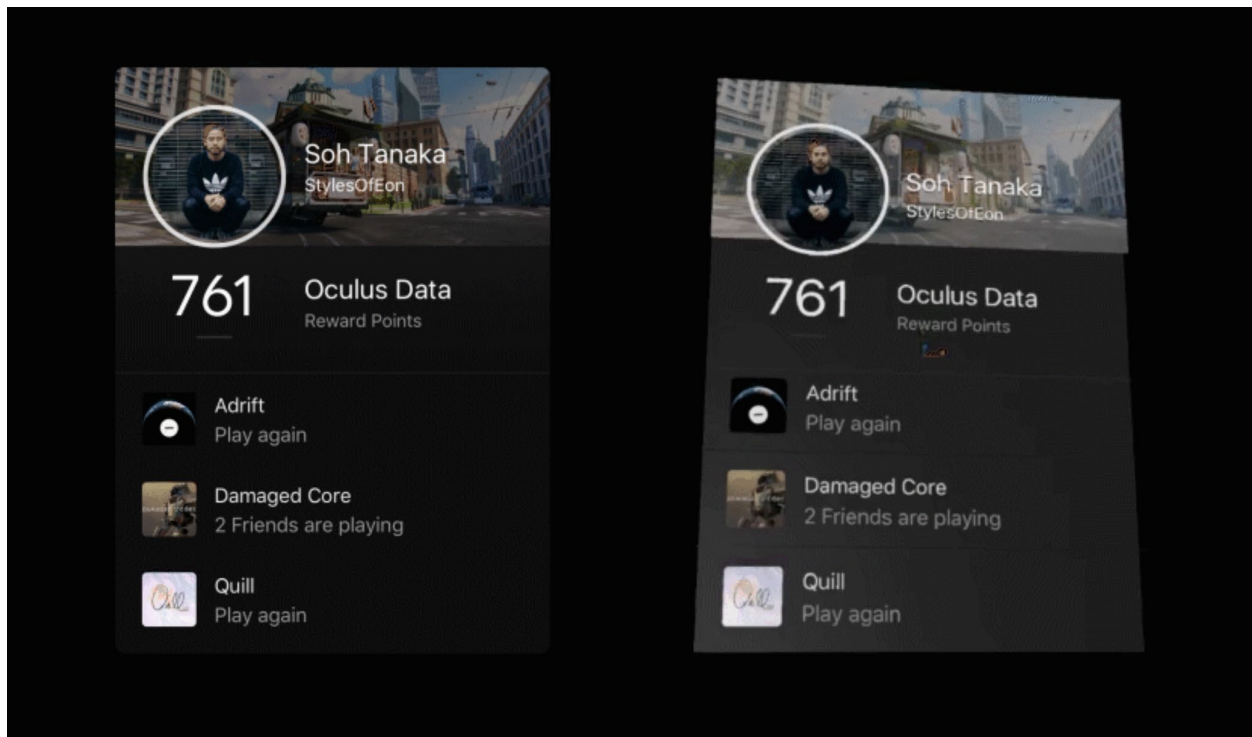 Soh Tanaka
StylesOfEon
761
Oculus Data
Reward Points
Adrift
Play again
Damaged Core
2 Friends are playing
Quill
Play again
Soh Tanaka
StylesOfEon
761
Oculus Data
Reward Points
Adrift
Play again
Damaged Core
2 Friends are playing
Quill
Play again